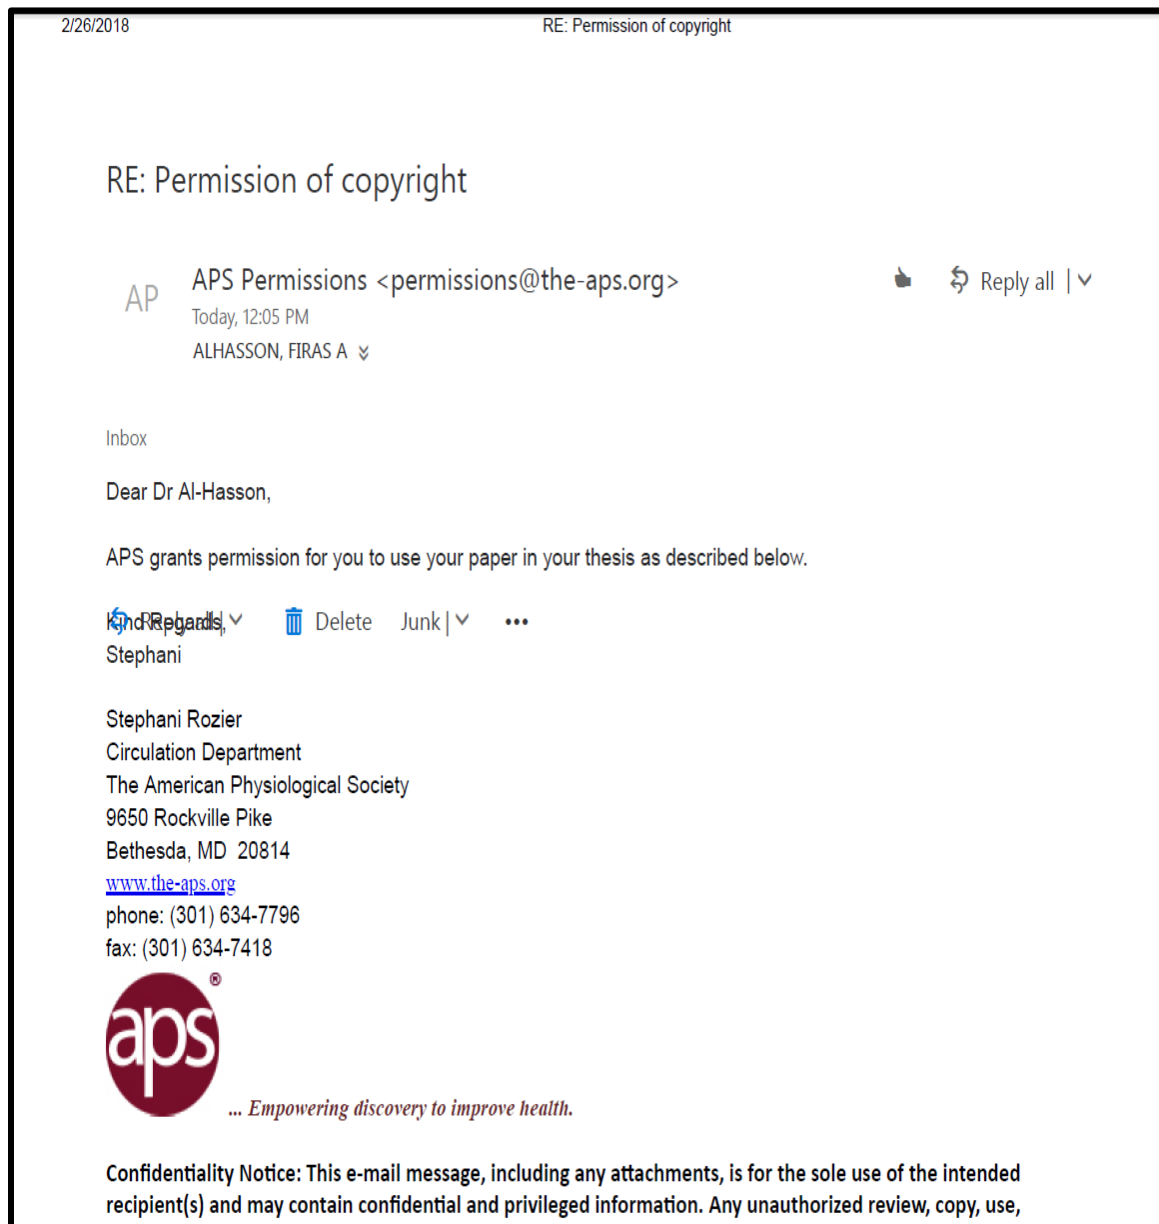 2/26/2018 RE: Permission of copyright
RE: Permission of copyright
AP
APS Permissions <permissions@the-aps.org>
Reply all |
Today, 12:05 PM
ALHASSON, FIRAS A
Inbox
Dear Dr Al-Hasson,
APS grants permission for you to use your paper in your thesis as described below.
Kind Regards,
Reply all | Delete Junk | •••
Stephani
Stephani Rozier
Circulation Department
The American Physiological Society
9650 Rockville Pike
Bethesda, MD 20814
www.the-aps.org
phone: (301) 634-7796
fax: (301) 634-7418
aps®
... Empowering discovery to improve health.
Confidentiality Notice: This e-mail message, including any attachments, is for the sole use of the intended
recipient(s) and may contain confidential and privileged information. Any unauthorized review, copy, use,